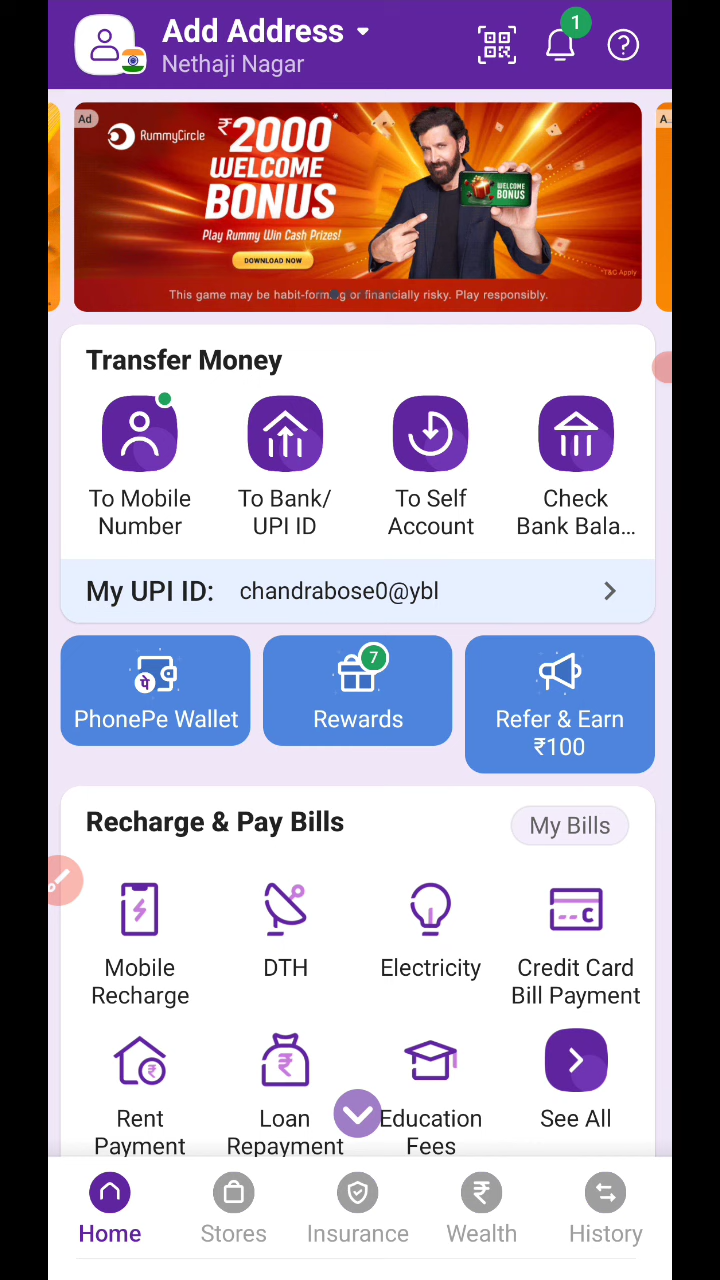 Add Address
Nethaji Nagar
1
Ad
A..
RummyCircle
₹2000*
WELCOME
BONUS
Play Rummy Win Cash Prizes!
DOWNLOAD NOW
WELCOME
BONUS
*T&C Apply
This game may be habit-forming or financially risky. Play responsibly.
Transfer Money
To Mobile
Number
To Bank/
UPI ID
To Self
Account
Check
Bank Bala...
My UPI ID: chandrabose0@ybl
पे
PhonePe Wallet
7
Rewards
Refer & Earn
₹100
Recharge & Pay Bills
My Bills
Mobile
Recharge
DTH
Electricity
Credit Card
Bill Payment
Rent
Payment
Loan
Repayment
Education
Fees
See All
Home
Stores
Insurance
Wealth
History